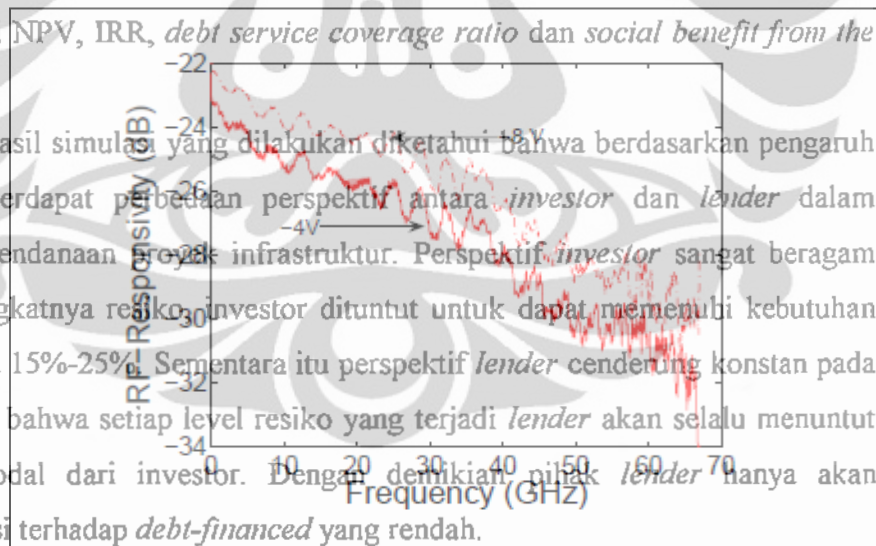 NPV, IRR, debt service coverage ratio dan social benefit from the
asil simulasi yang dilakukan diketahui bahwa berdasarkan pengaruh
erdapat perbedaan perspektif antara investor dan lender dalam
endanaan proyek infrastruktur. Perspektif investor sangat beragam
gkatnya resiko, investor dituntut untuk dapat memenuhi kebutuhan
15%-25%. Sementara itu perspektif lender cenderung konstan pada
bahwa setiap level resiko yang terjadi lender akan selalu menuntut
odal dari investor. Dengan demikian pihak lender hanya akan
si terhadap debt-financed yang rendah.
RF-Responsivity (dB)
−22
−24
−26
−28
−30
−32
−34
−4V
0 10 20 30 40 50 60 70
Frequency (GHz)